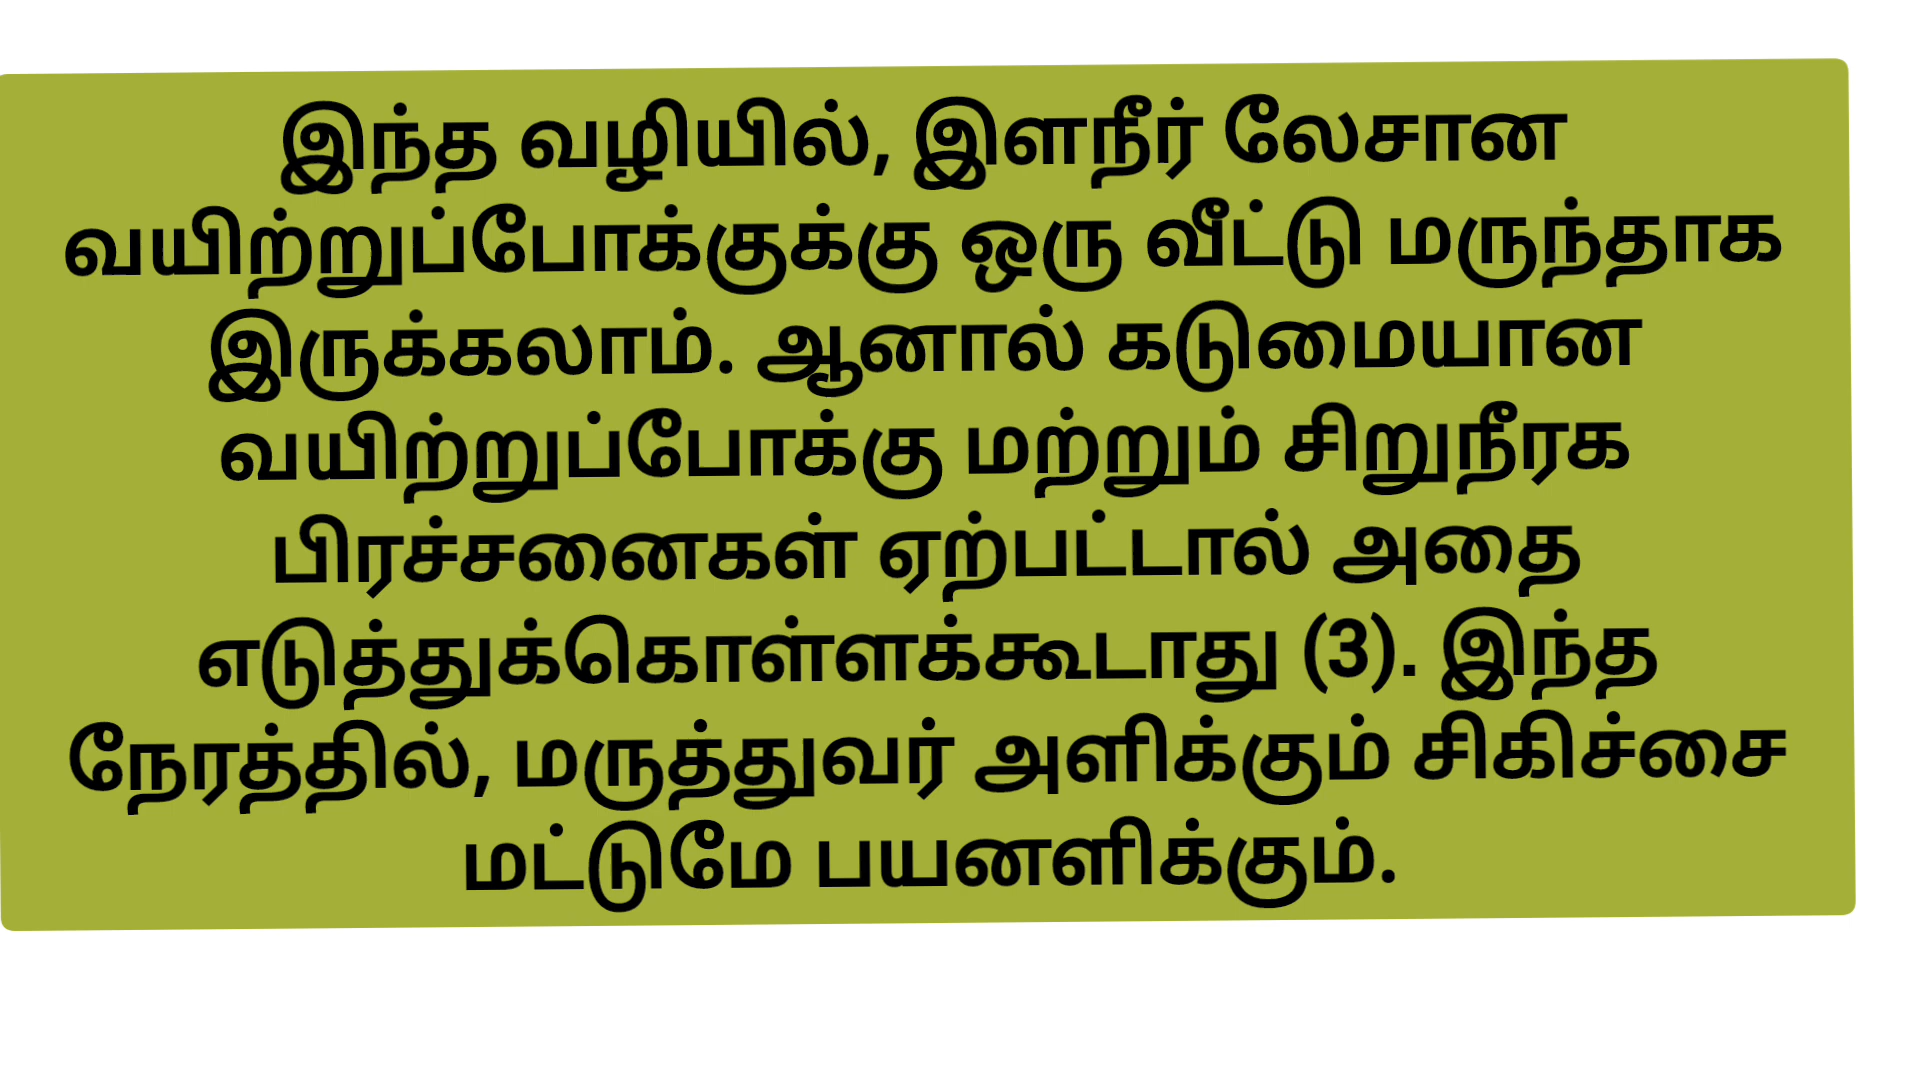 இந்த வழியில், இளநீர் லேசான
வயிற்றுப்போக்குக்கு ஒரு வீட்டு மருந்தாக
இருக்கலாம். ஆனால் கடுமையான
வயிற்றுப்போக்கு மற்றும் சிறுநீரக
பிரச்சனைகள் ஏற்பட்டால் அதை
எடுத்துக்கொள்ளக்கூடாது (3). இந்த
நேரத்தில், மருத்துவர் அளிக்கும் சிகிச்சை
மட்டுமே பயனளிக்கும்.